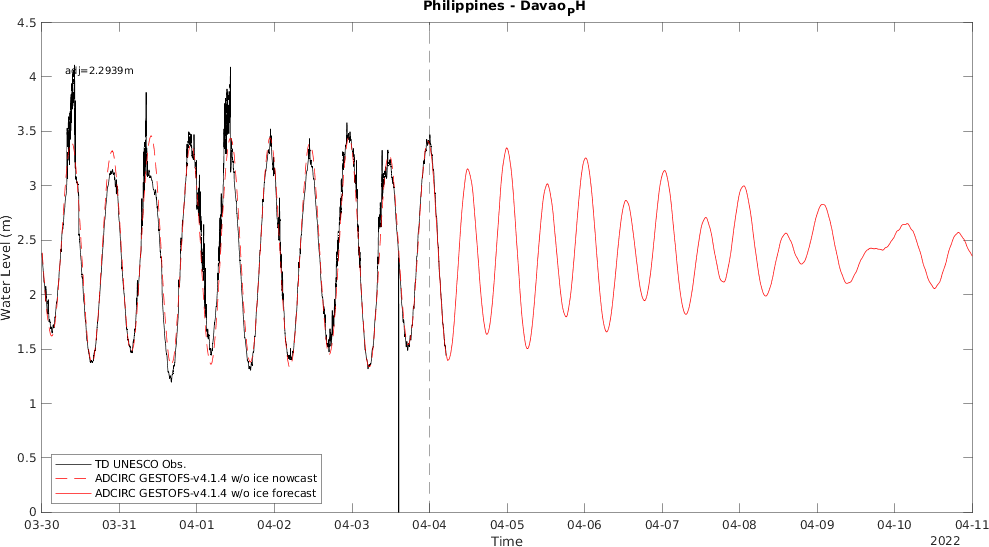 Philippines - Davao_pH
adj=2.2939m
Water Level (m)
4.5
4
3.5
3
2.5
2
1.5
1
0.5
0
TD UNESCO Obs.
ADCIRC GESTOFS-v4.1.4 w/o ice nowcast
ADCIRC GESTOFS-v4.1.4 w/o ice forecast
03-30 03-31 04-01 04-02 04-03 04-04 04-05 04-06 04-07 04-08 04-09 04-10 04-11
Time
2022